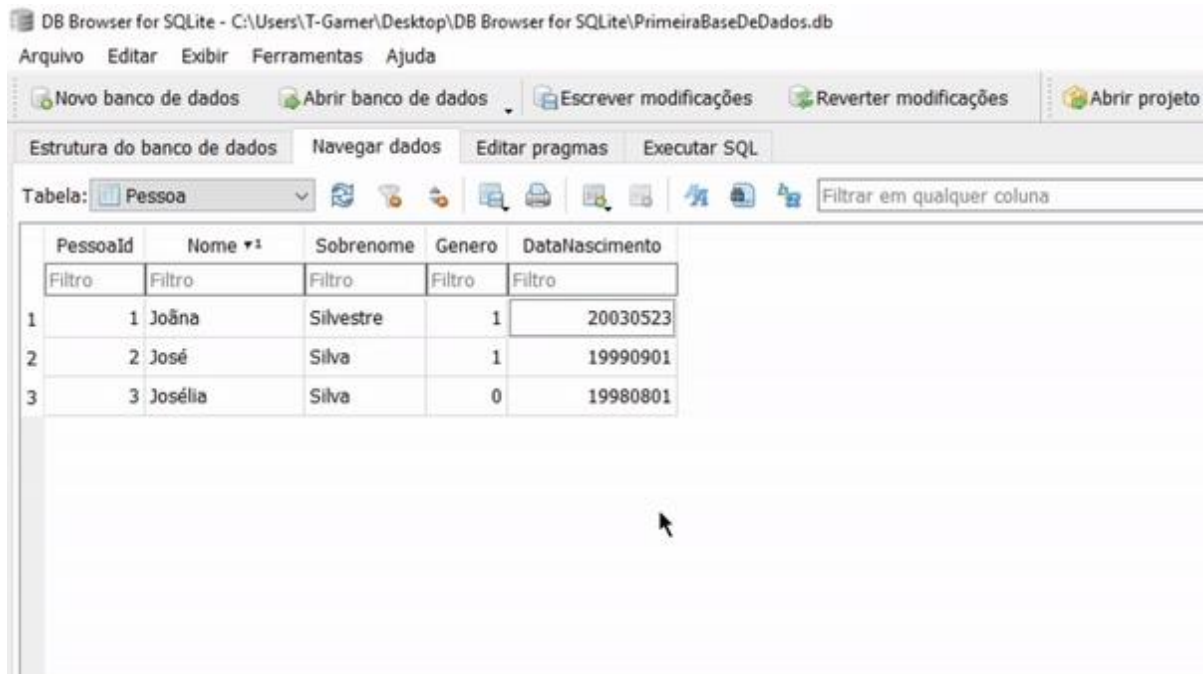 DB Browser for SQLite - C:\Users\T-Gamer\Desktop\DB Browser for SQLite\PrimeiraBaseDeDados.db
Arquivo Editar Exibir Ferramentas Ajuda
Novo banco de dados Abrir banco de dados Escrever modificações Reverter modificações Abrir projeto
Estrutura do banco de dados Navegar dados Editar pragmas Executar SQL
Tabela: Pessoa Filtrar em qualquer coluna
PessoaId Nome ▾1 Sobrenome Genero DataNascimento
Filtro Filtro Filtro Filtro Filtro
1 1 Joãna Silvestre 1 20030523
2 2 José Silva 1 19990901
3 3 Josélia Silva 0 19980801